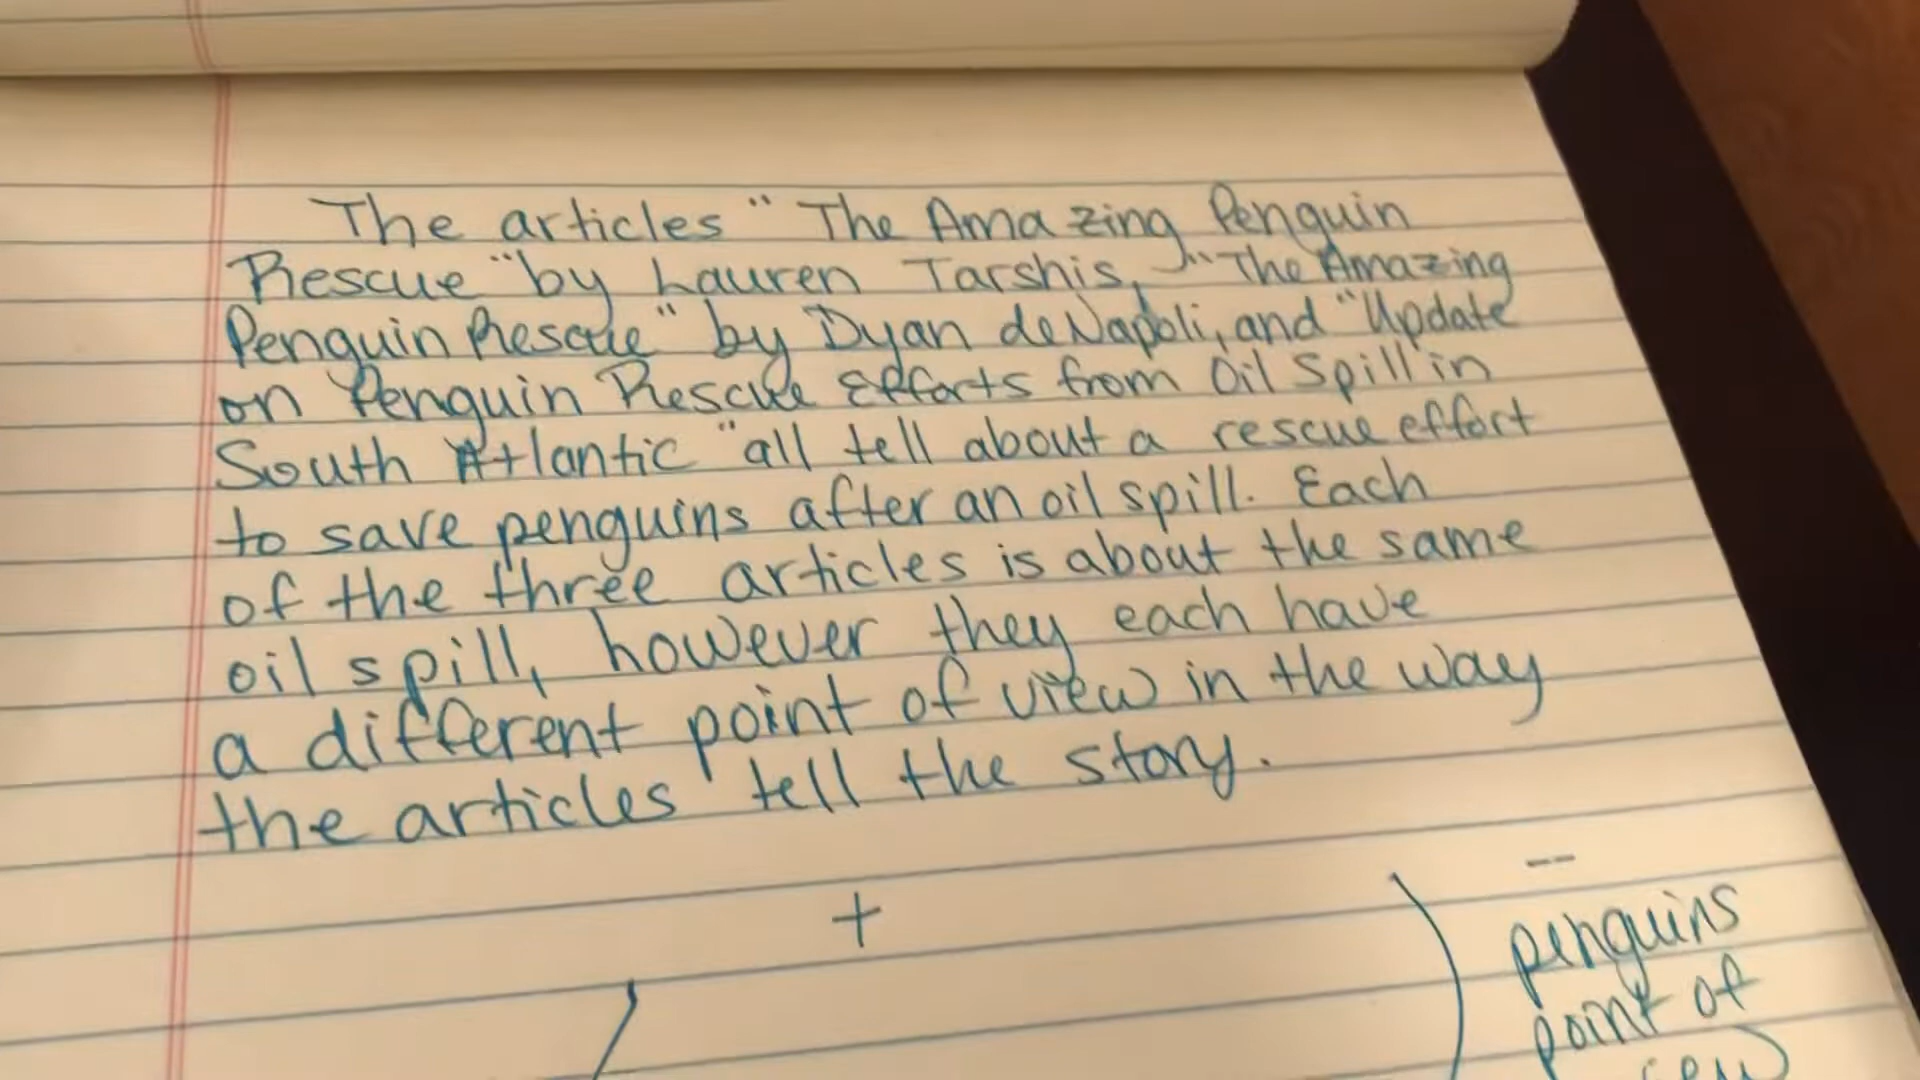 The articles "The Amazing Penguin
Rescue" by Lauren Tarshis, "The Amazing
Penguin Rescue" by Dyan deNapoli, and "Update
on Penguin Rescue Efforts from Oil Spill in
South Atlantic" all tell about a rescue effort
to save penguins after an oil spill. Each
of the three articles is about the same
oil spill, however they each have
a different point of view in the way
the articles tell the story.
+
--
penguins
point of